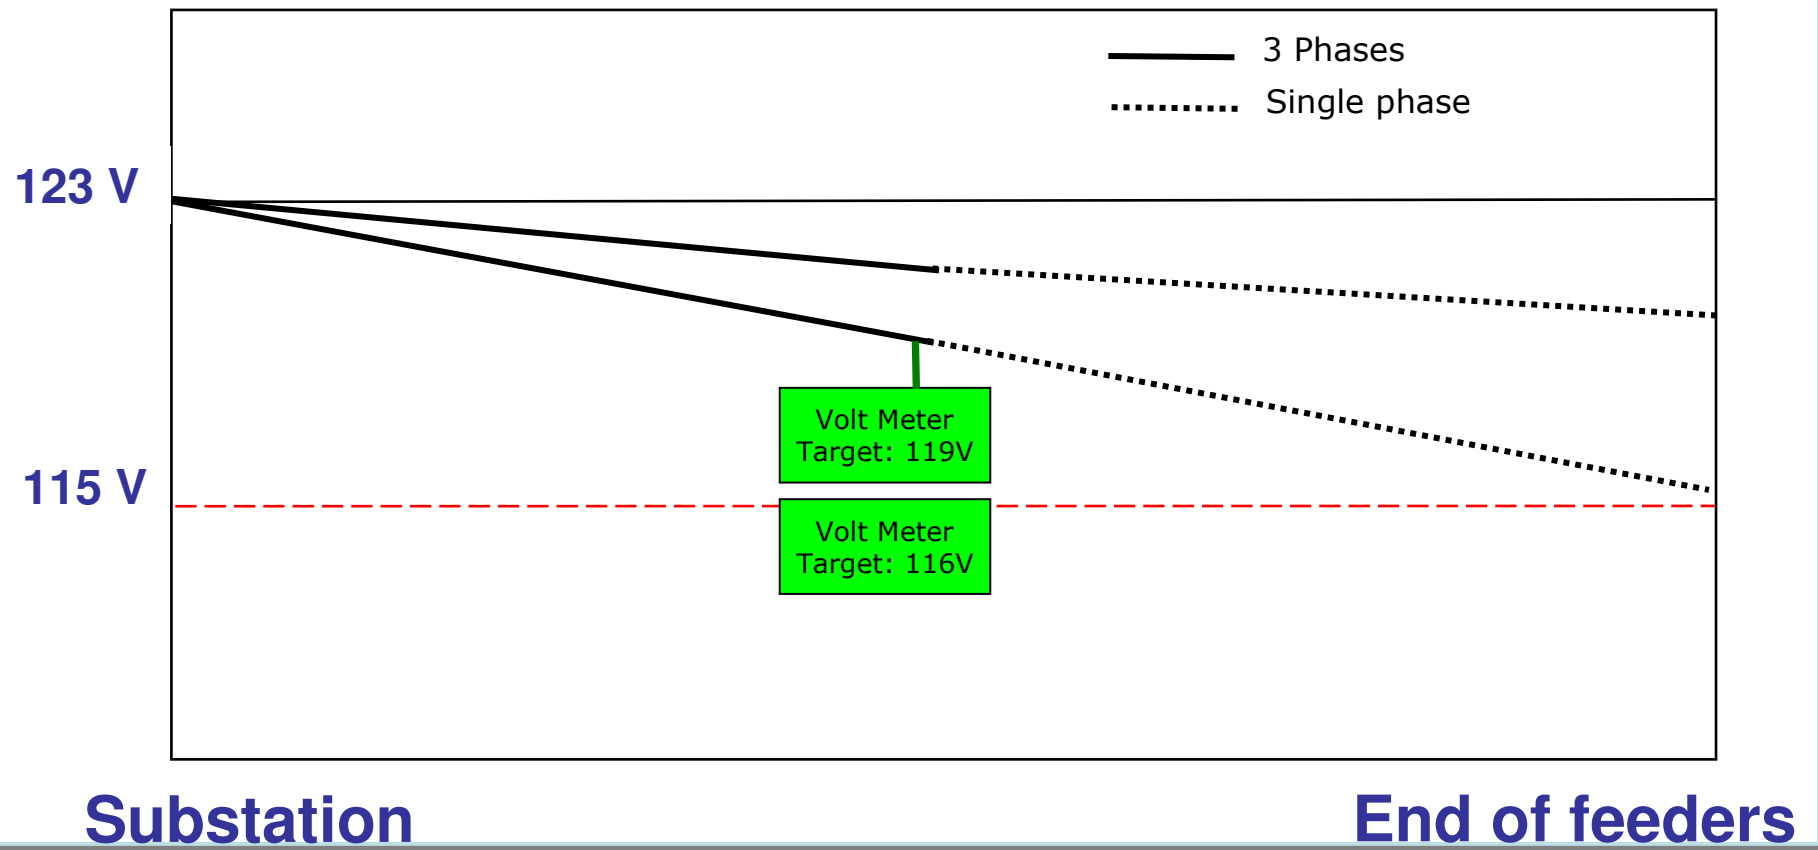 3 Phases
Single phase
123 V
Volt Meter
Target: 119V
115 V
Volt Meter
Target: 116V
Substation
End of feeders